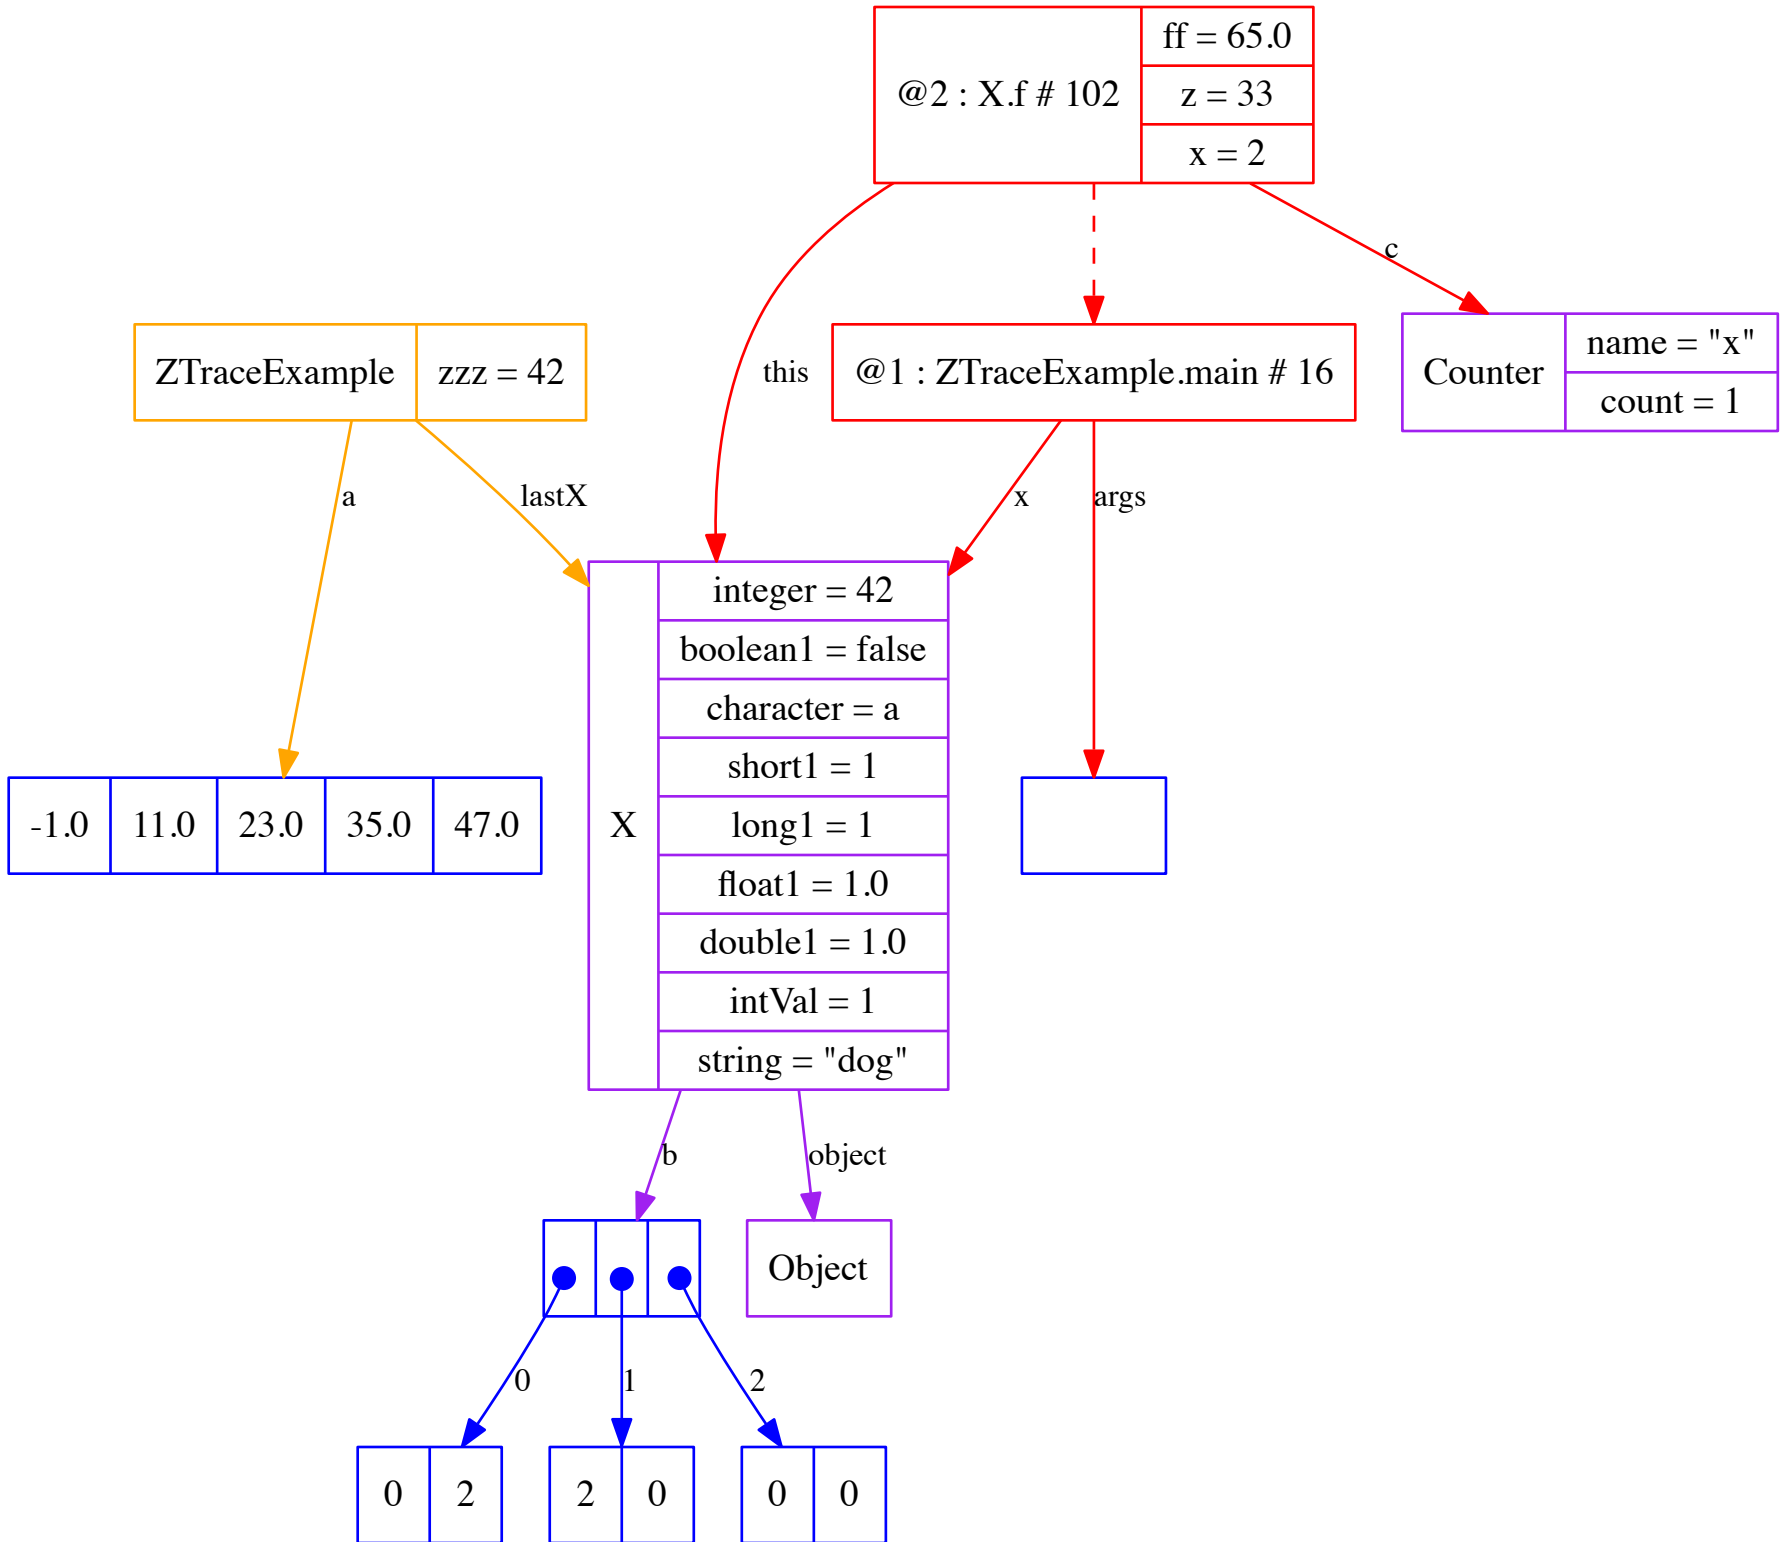 @2 : X.f # 102
ff = 65.0
z = 33
x = 2
c
this
ZTraceExample
zzz = 42
@1 : ZTraceExample.main # 16
Counter
name = "x"
count = 1
a
lastX
x
args
-1.0 11.0 23.0 35.0 47.0
X
integer = 42
boolean1 = false
character = a
short1 = 1
long1 = 1
float1 = 1.0
double1 = 1.0
intVal = 1
string = "dog"
b
object
Object
0
1
2
0 2
2 0
0 0